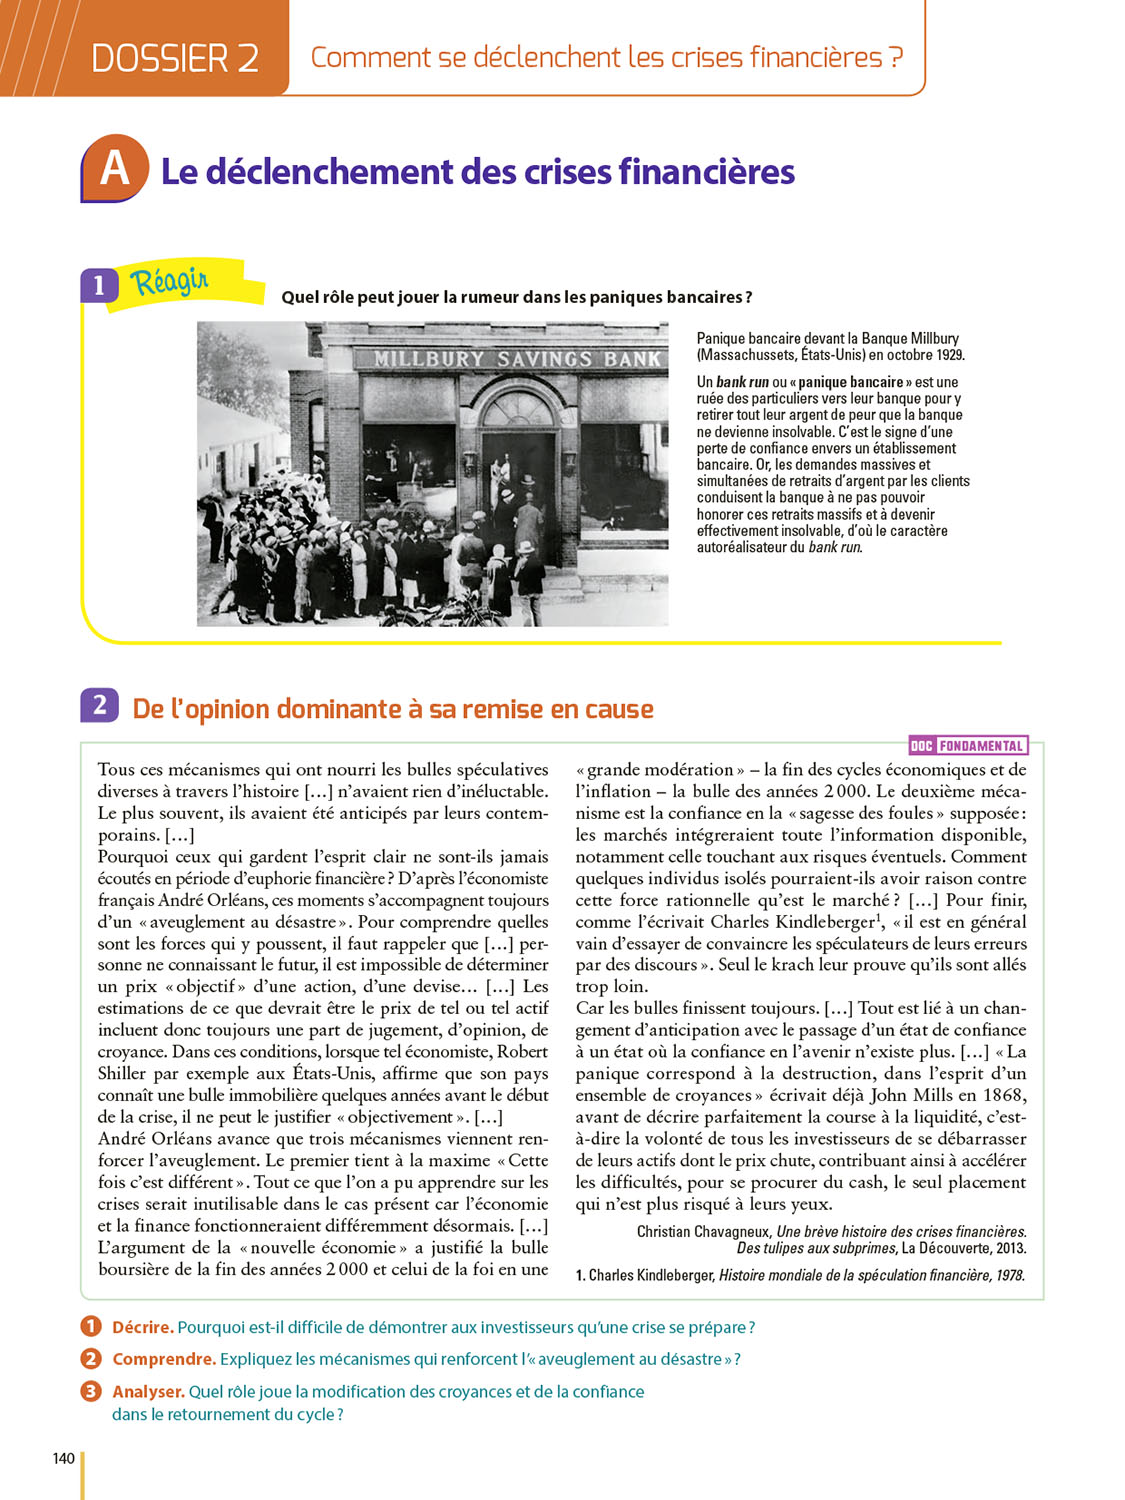 DOSSIER 2
Comment se déclenchent les crises financières ?
A
Le déclenchement des crises financières
1
Réagir
Quel rôle peut jouer la rumeur dans les paniques bancaires ?
MILLBURY SAVINGS BANK
Panique bancaire devant la Banque Millbury
(Massachussets, États-Unis) en octobre 1929.
Un bank run ou « panique bancaire » est une
ruée des particuliers vers leur banque pour y
retirer tout leur argent de peur que la banque
ne devienne insolvable. C’est le signe d’une
perte de confiance envers un établissement
bancaire. Or, les demandes massives et
simultanées de retraits d’argent par les clients
conduisent la banque à ne pas pouvoir
honorer ces retraits massifs et à devenir
effectivement insolvable, d’où le caractère
autoréalisateur du bank run.
2
De l’opinion dominante à sa remise en cause
DOC FONDAMENTAL
Tous ces mécanismes qui ont nourri les bulles spéculatives
diverses à travers l’histoire […] n’avaient rien d’inéluctable.
Le plus souvent, ils avaient été anticipés par leurs contem-
porains. […]
Pourquoi ceux qui gardent l’esprit clair ne sont-ils jamais
écoutés en période d’euphorie financière ? D’après l’économiste
français André Orléans, ces moments s’accompagnent toujours
d’un « aveuglement au désastre ». Pour comprendre quelles
sont les forces qui y poussent, il faut rappeler que […] per-
sonne ne connaissant le futur, il est impossible de déterminer
un prix « objectif » d’une action, d’une devise… […] Les
estimations de ce que devrait être le prix de tel ou tel actif
incluent donc toujours une part de jugement, d’opinion, de
croyance. Dans ces conditions, lorsque tel économiste, Robert
Shiller par exemple aux États-Unis, affirme que son pays
connaît une bulle immobilière quelques années avant le début
de la crise, il ne peut le justifier « objectivement ». […]
André Orléans avance que trois mécanismes viennent ren-
forcer l’aveuglement. Le premier tient à la maxime « Cette
fois c’est différent ». Tout ce que l’on a pu apprendre sur les
crises serait inutilisable dans le cas présent car l’économie
et la finance fonctionneraient différemment désormais. […]
L’argument de la « nouvelle économie » a justifié la bulle
boursière de la fin des années 2 000 et celui de la foi en une
« grande modération » – la fin des cycles économiques et de
l’inflation – la bulle des années 2 000. Le deuxième méca-
nisme est la confiance en la « sagesse des foules » supposée :
les marchés intégreraient toute l’information disponible,
notamment celle touchant aux risques éventuels. Comment
quelques individus isolés pourraient-ils avoir raison contre
cette force rationnelle qu’est le marché ? […] Pour finir,
comme l’écrivait Charles Kindleberger1, « il est en général
vain d’essayer de convaincre les spéculateurs de leurs erreurs
par des discours ». Seul le krach leur prouve qu’ils sont allés
trop loin.
Car les bulles finissent toujours. […] Tout est lié à un chan-
gement d’anticipation avec le passage d’un état de confiance
à un état où la confiance en l’avenir n’existe plus. […] « La
panique correspond à la destruction, dans l’esprit d’un
ensemble de croyances » écrivait déjà John Mills en 1868,
avant de décrire parfaitement la course à la liquidité, c’est-
à-dire la volonté de tous les investisseurs de se débarrasser
de leurs actifs dont le prix chute, contribuant ainsi à accélérer
les difficultés, pour se procurer du cash, le seul placement
qui n’est plus risqué à leurs yeux.
Christian Chavagneux, Une brève histoire des crises financières.
Des tulipes aux subprimes, La Découverte, 2013.
1. Charles Kindleberger, Histoire mondiale de la spéculation financière, 1978.
1 Décrire. Pourquoi est-il difficile de démontrer aux investisseurs qu’une crise se prépare ?
2 Comprendre. Expliquez les mécanismes qui renforcent l’« aveuglement au désastre » ?
3 Analyser. Quel rôle joue la modification des croyances et de la confiance
dans le retournement du cycle ?
140